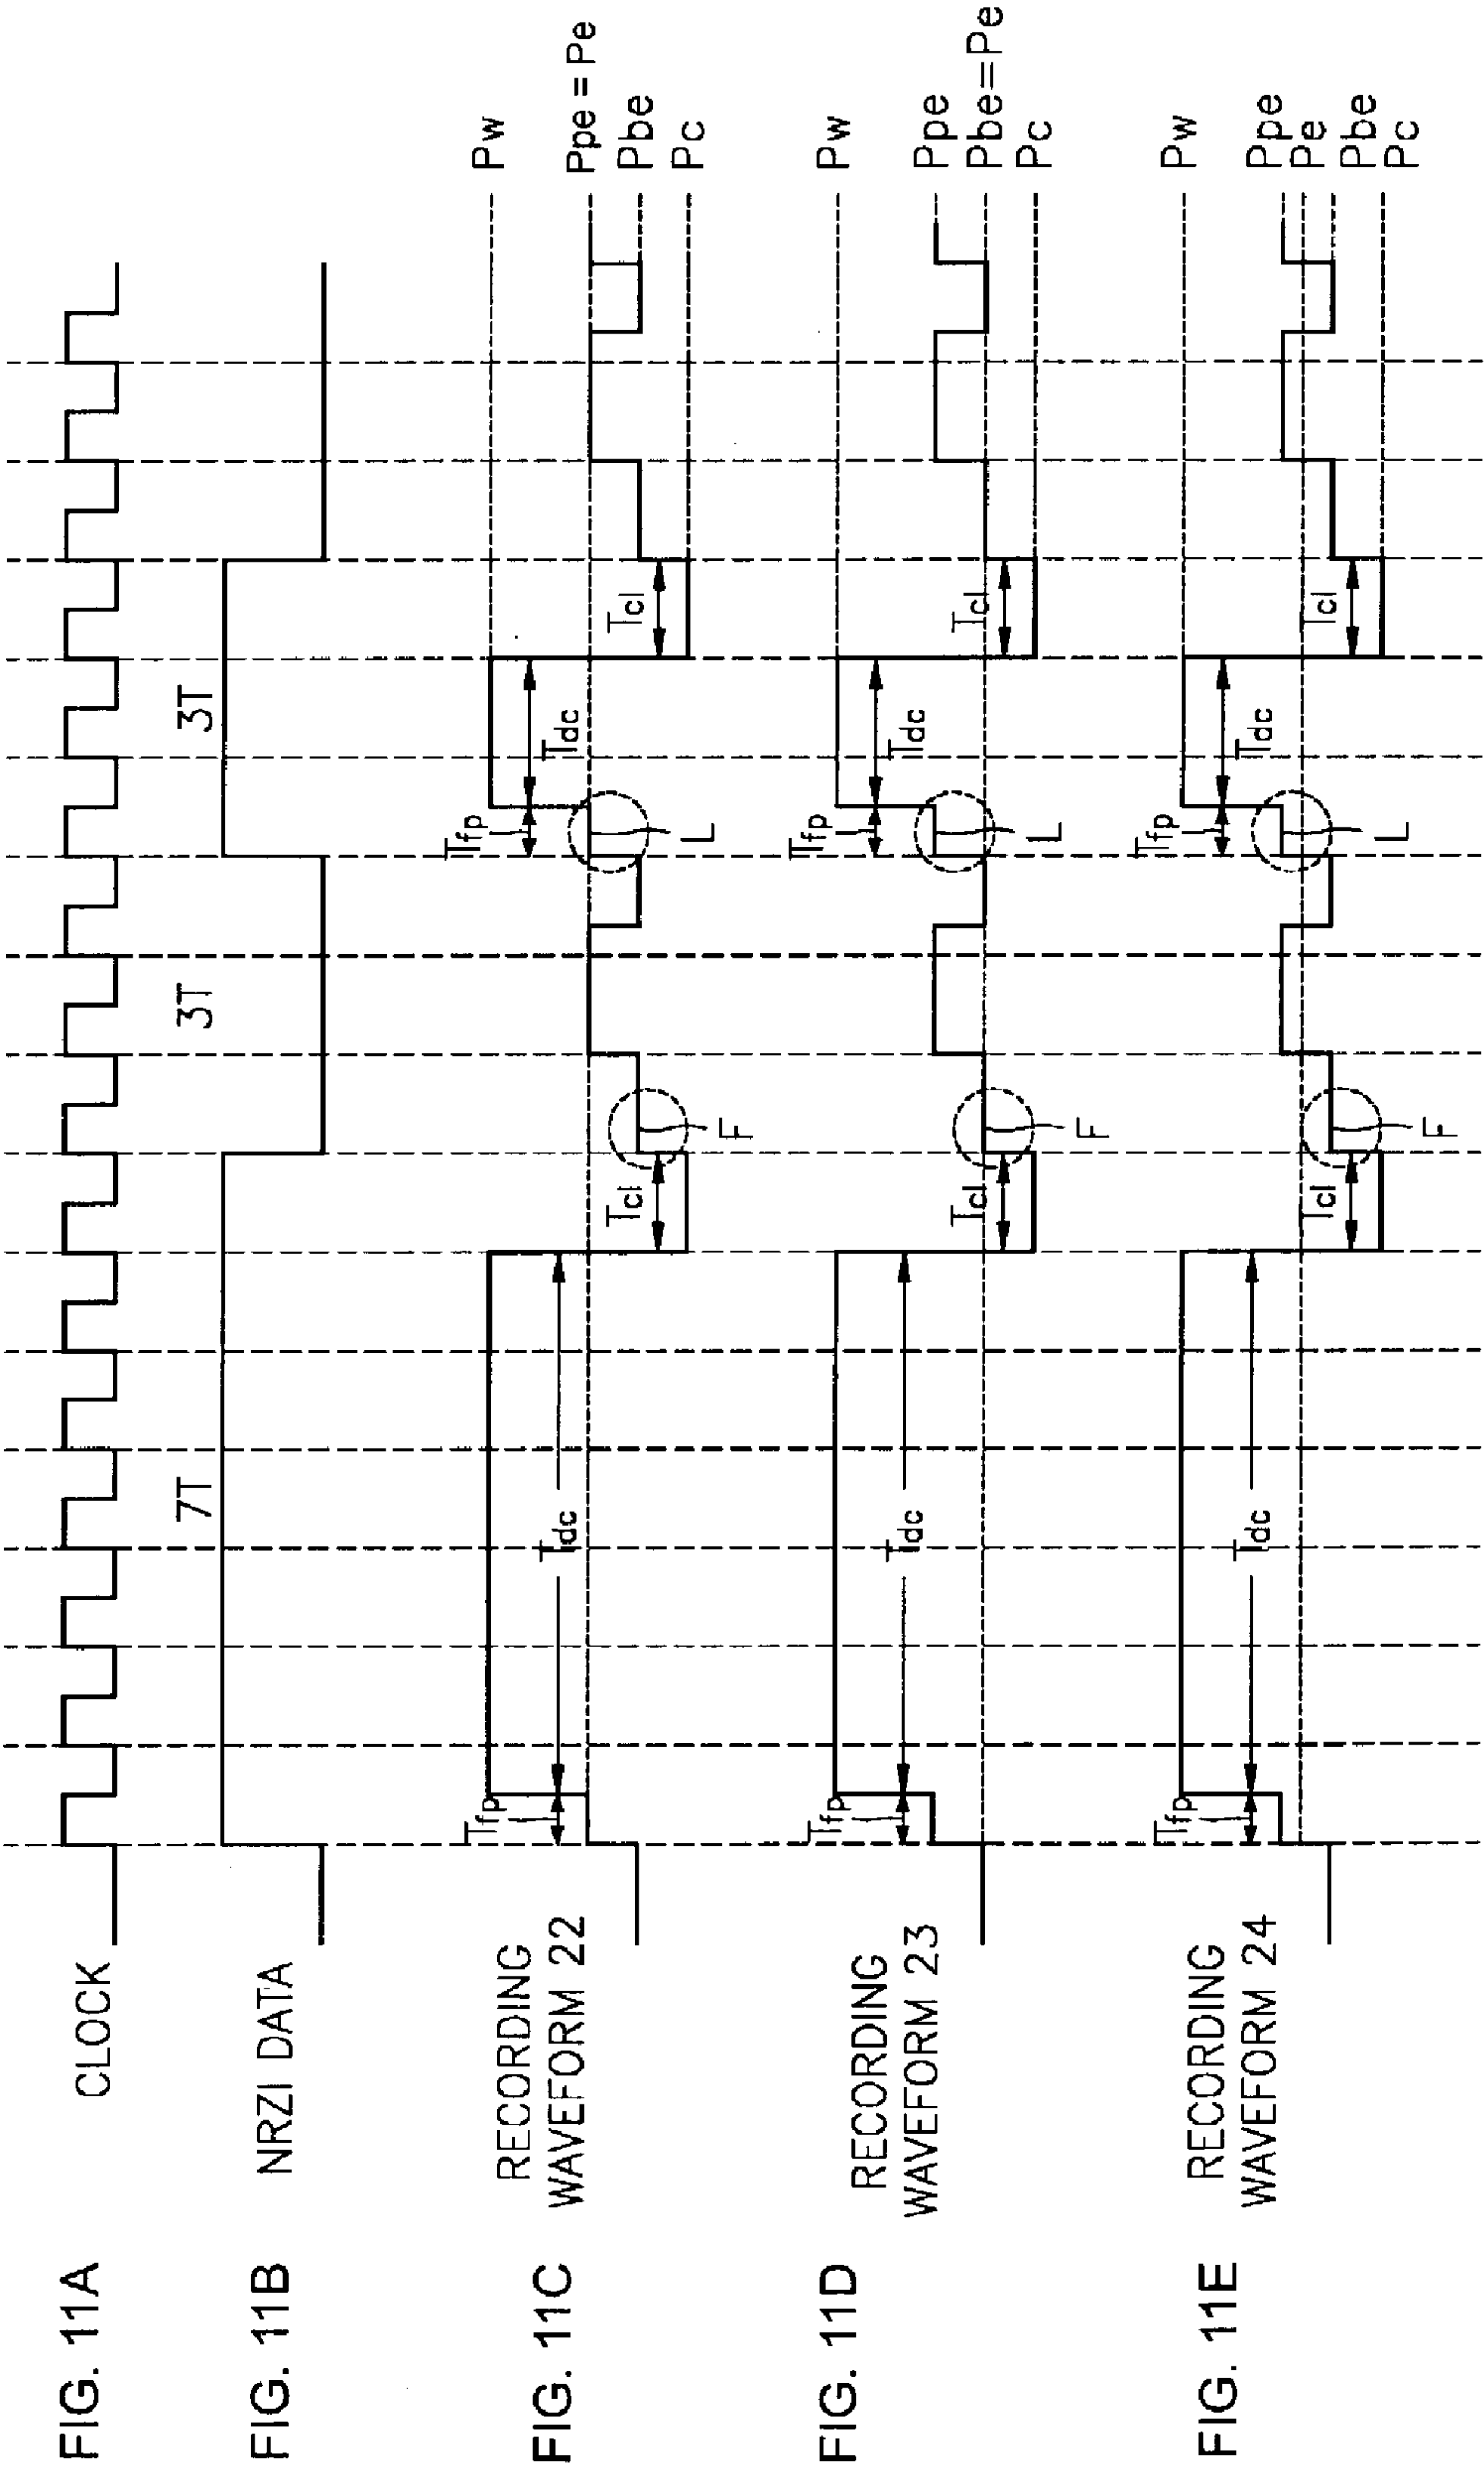 FIG. 11A
CLOCK
FIG. 11B
NRZI DATA
7T
3T
3T
FIG. 11C
RECORDING
WAVEFORM 22
Tfp
Tdc
Tcl
F
Tfp
L
Tdc
Tcl
Pw
Ppe = Pe
Pbe
Pc
FIG. 11D
RECORDING
WAVEFORM 23
Tfp
Tdc
Tcl
F
Tfp
L
Tdc
Tcl
Pw
Ppe
Pbe=Pe
Pc
FIG. 11E
RECORDING
WAVEFORM 24
Tfp
Tdc
Tcl
F
Tfp
L
Tdc
Tcl
Pw
Ppe
Pe
Pbe
Pc